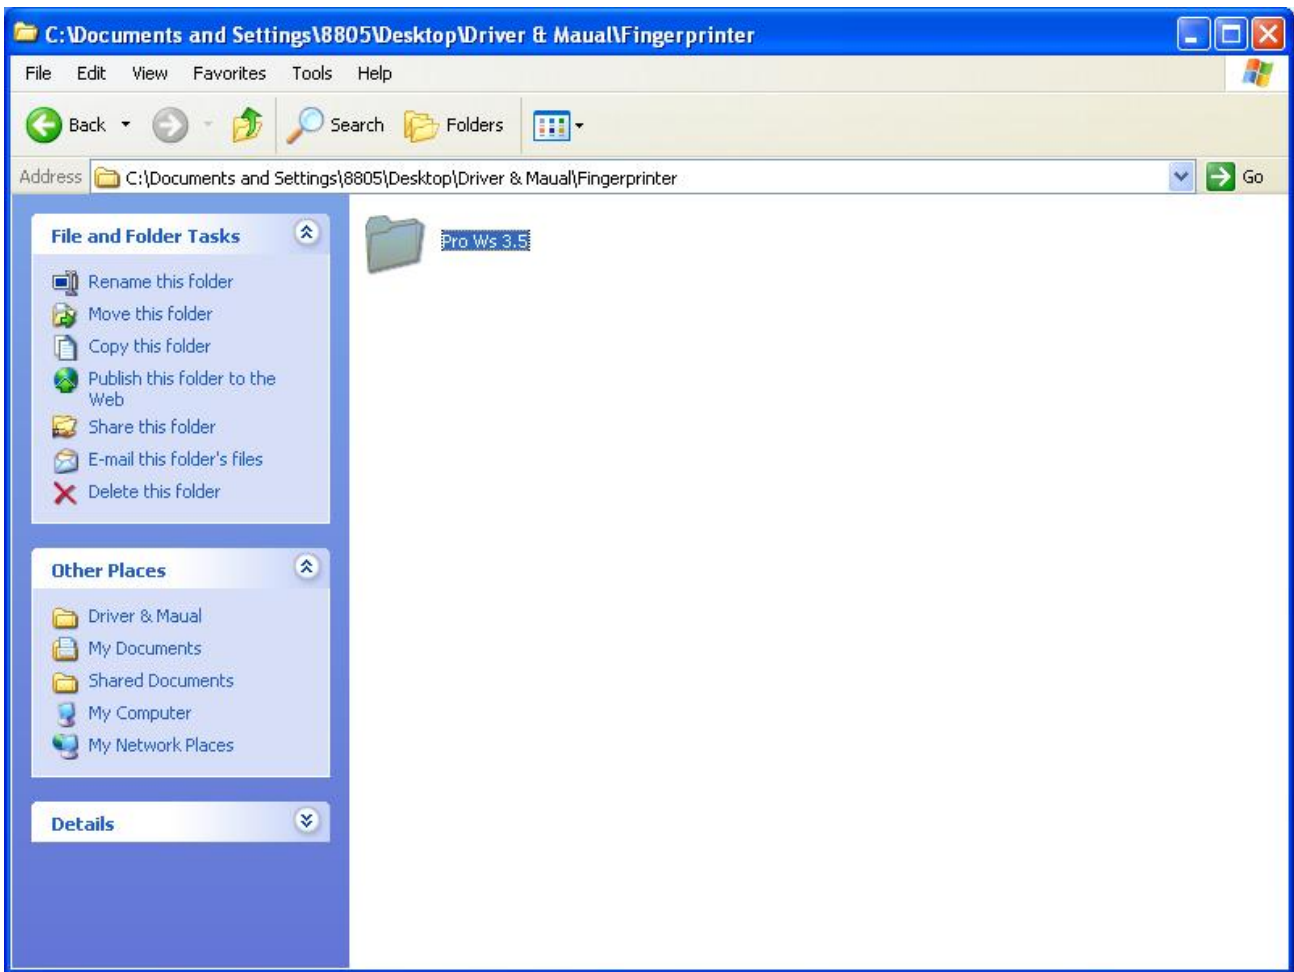 C:\Documents and Settings\8805\Desktop\Driver & Maual\Fingerprinter
File Edit View Favorites Tools Help
Back Search Folders
Address C:\Documents and Settings\8805\Desktop\Driver & Maual\Fingerprinter Go
File and Folder Tasks
Rename this folder
Move this folder
Copy this folder
Publish this folder to the
Web
Share this folder
E-mail this folder's files
Delete this folder
Other Places
Driver & Maual
My Documents
Shared Documents
My Computer
My Network Places
Details
Pro Ws 3.5